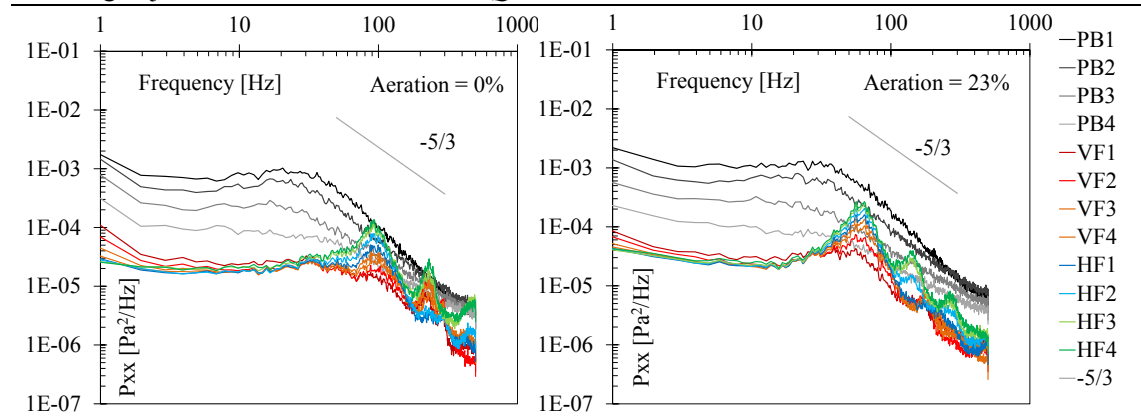 1 10 100 1000
1E-01
1E-02
1E-03
1E-04
1E-05
1E-06
1E-07
Frequency [Hz]
Aeration = 0%
-5/3
Pxx [Pa²/Hz]
1 10 100 1000
1E-01
1E-02
1E-03
1E-04
1E-05
1E-06
1E-07
Frequency [Hz]
Aeration = 23%
-5/3
Pxx [Pa²/Hz]
PB1
PB2
PB3
PB4
VF1
VF2
VF3
VF4
HF1
HF2
HF3
HF4
-5/3